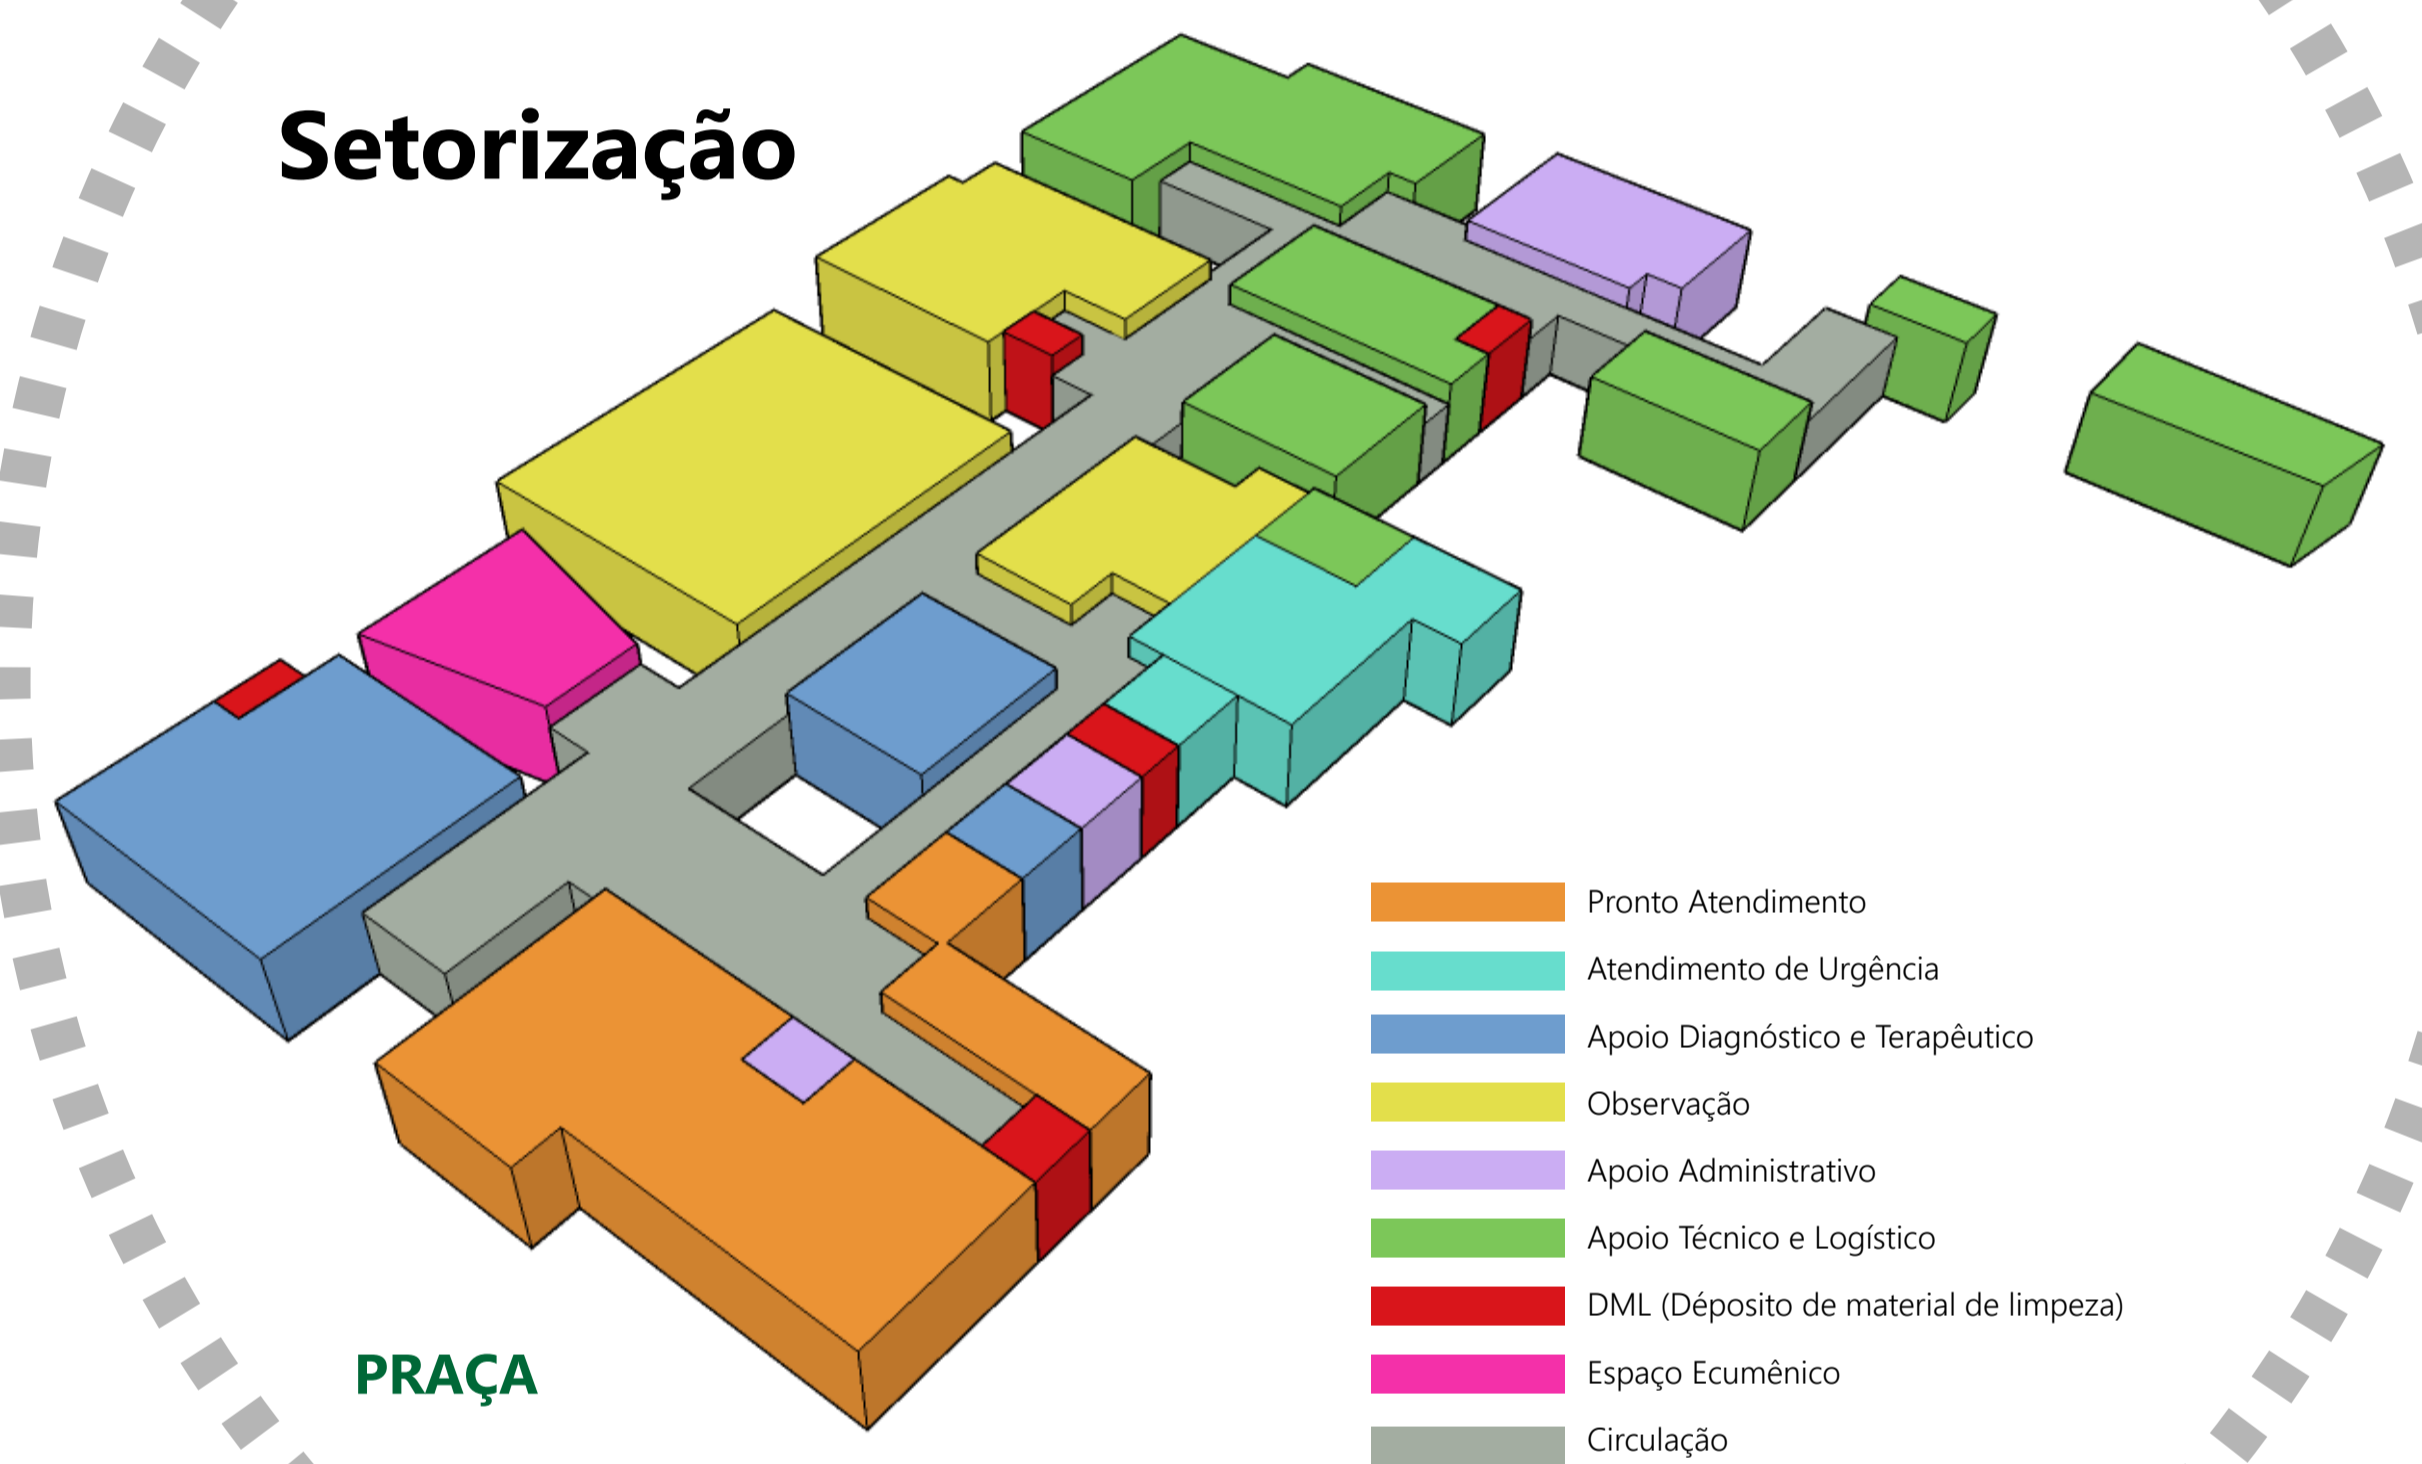 Setorização
Pronto Atendimento
Atendimento de Urgência
Apoio Diagnóstico e Terapêutico
Observação
Apoio Administrativo
Apoio Técnico e Logístico
DML (Déposito de material de limpeza)
Espaço Ecumênico
Circulação
PRAÇA